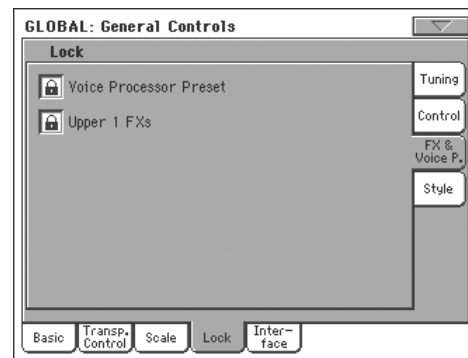 GLOBAL: General Controls
Lock
Voice Processor Preset
Upper 1 FXs
Tuning
Control
FX &
Voice P.
Style
Basic
Transp.
Control
Scale
Lock
Inter-
face